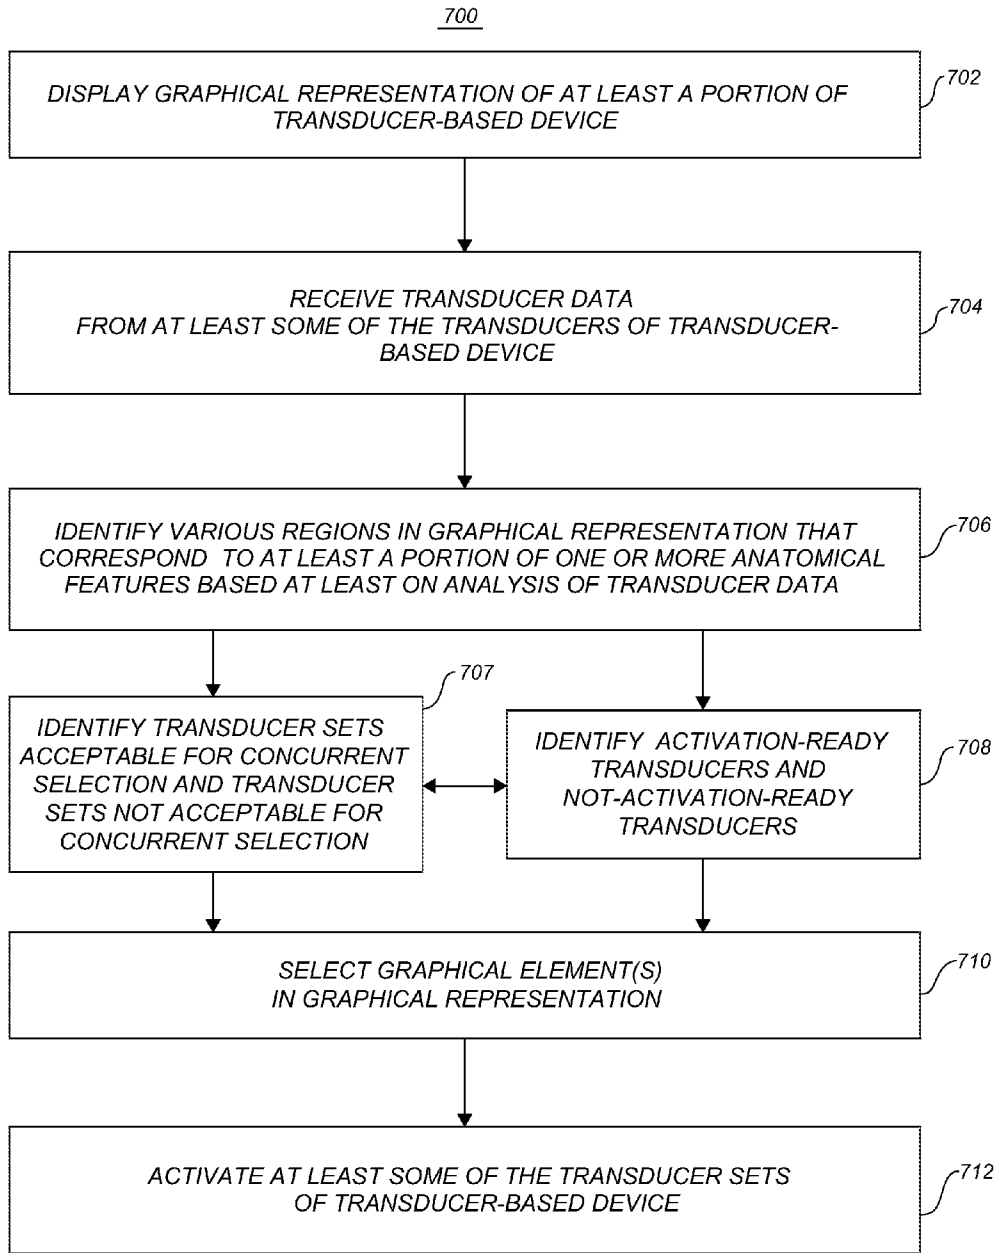 700
DISPLAY GRAPHICAL REPRESENTATION OF AT LEAST A PORTION OF
TRANSDUCER-BASED DEVICE
702
RECEIVE TRANSDUCER DATA
FROM AT LEAST SOME OF THE TRANSDUCERS OF TRANSDUCER-
BASED DEVICE
704
IDENTIFY VARIOUS REGIONS IN GRAPHICAL REPRESENTATION THAT
CORRESPOND TO AT LEAST A PORTION OF ONE OR MORE ANATOMICAL
FEATURES BASED AT LEAST ON ANALYSIS OF TRANSDUCER DATA
706
IDENTIFY TRANSDUCER SETS
ACCEPTABLE FOR CONCURRENT
SELECTION AND TRANSDUCER
SETS NOT ACCEPTABLE FOR
CONCURRENT SELECTION
707
IDENTIFY ACTIVATION-READY
TRANSDUCERS AND
NOT-ACTIVATION-READY
TRANSDUCERS
708
SELECT GRAPHICAL ELEMENT(S)
IN GRAPHICAL REPRESENTATION
710
ACTIVATE AT LEAST SOME OF THE TRANSDUCER SETS
OF TRANSDUCER-BASED DEVICE
712